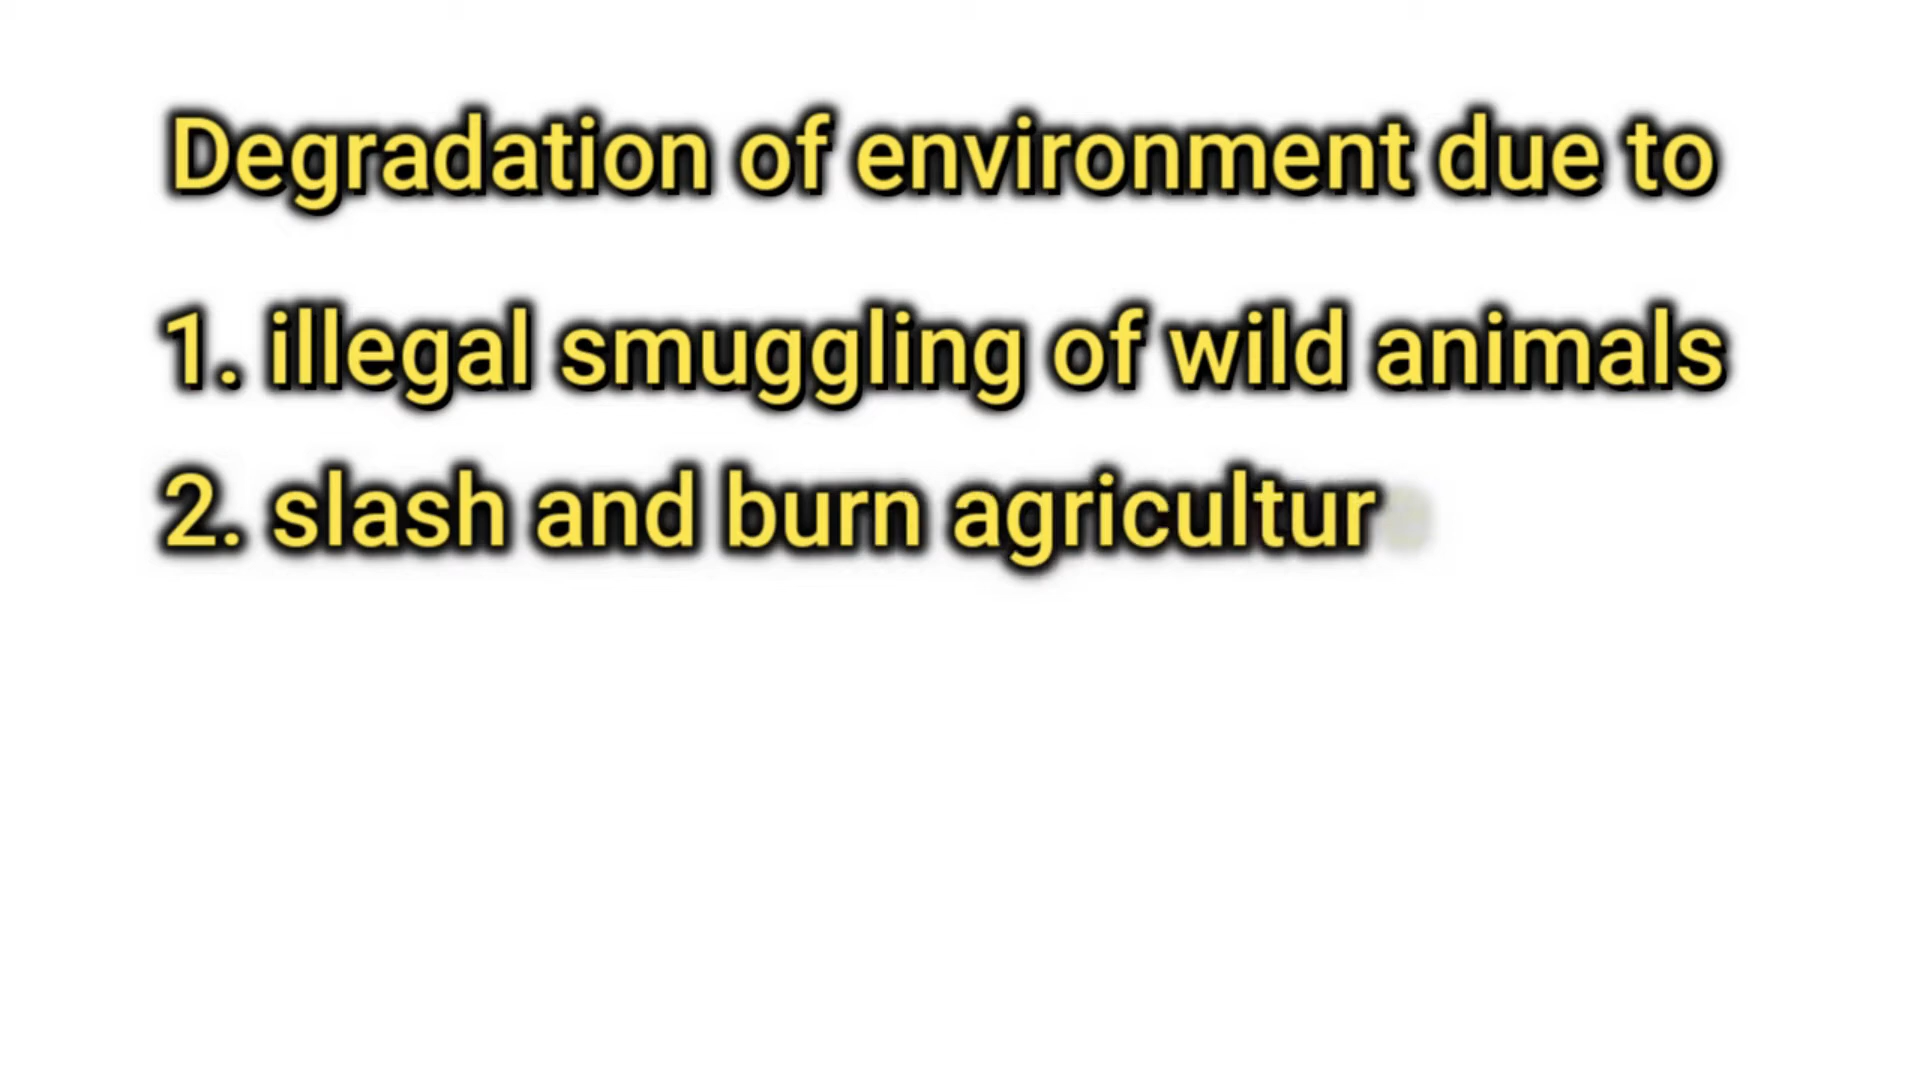 Degradation of environment due to
1. illegal smuggling of wild animals
2. slash and burn agricultur